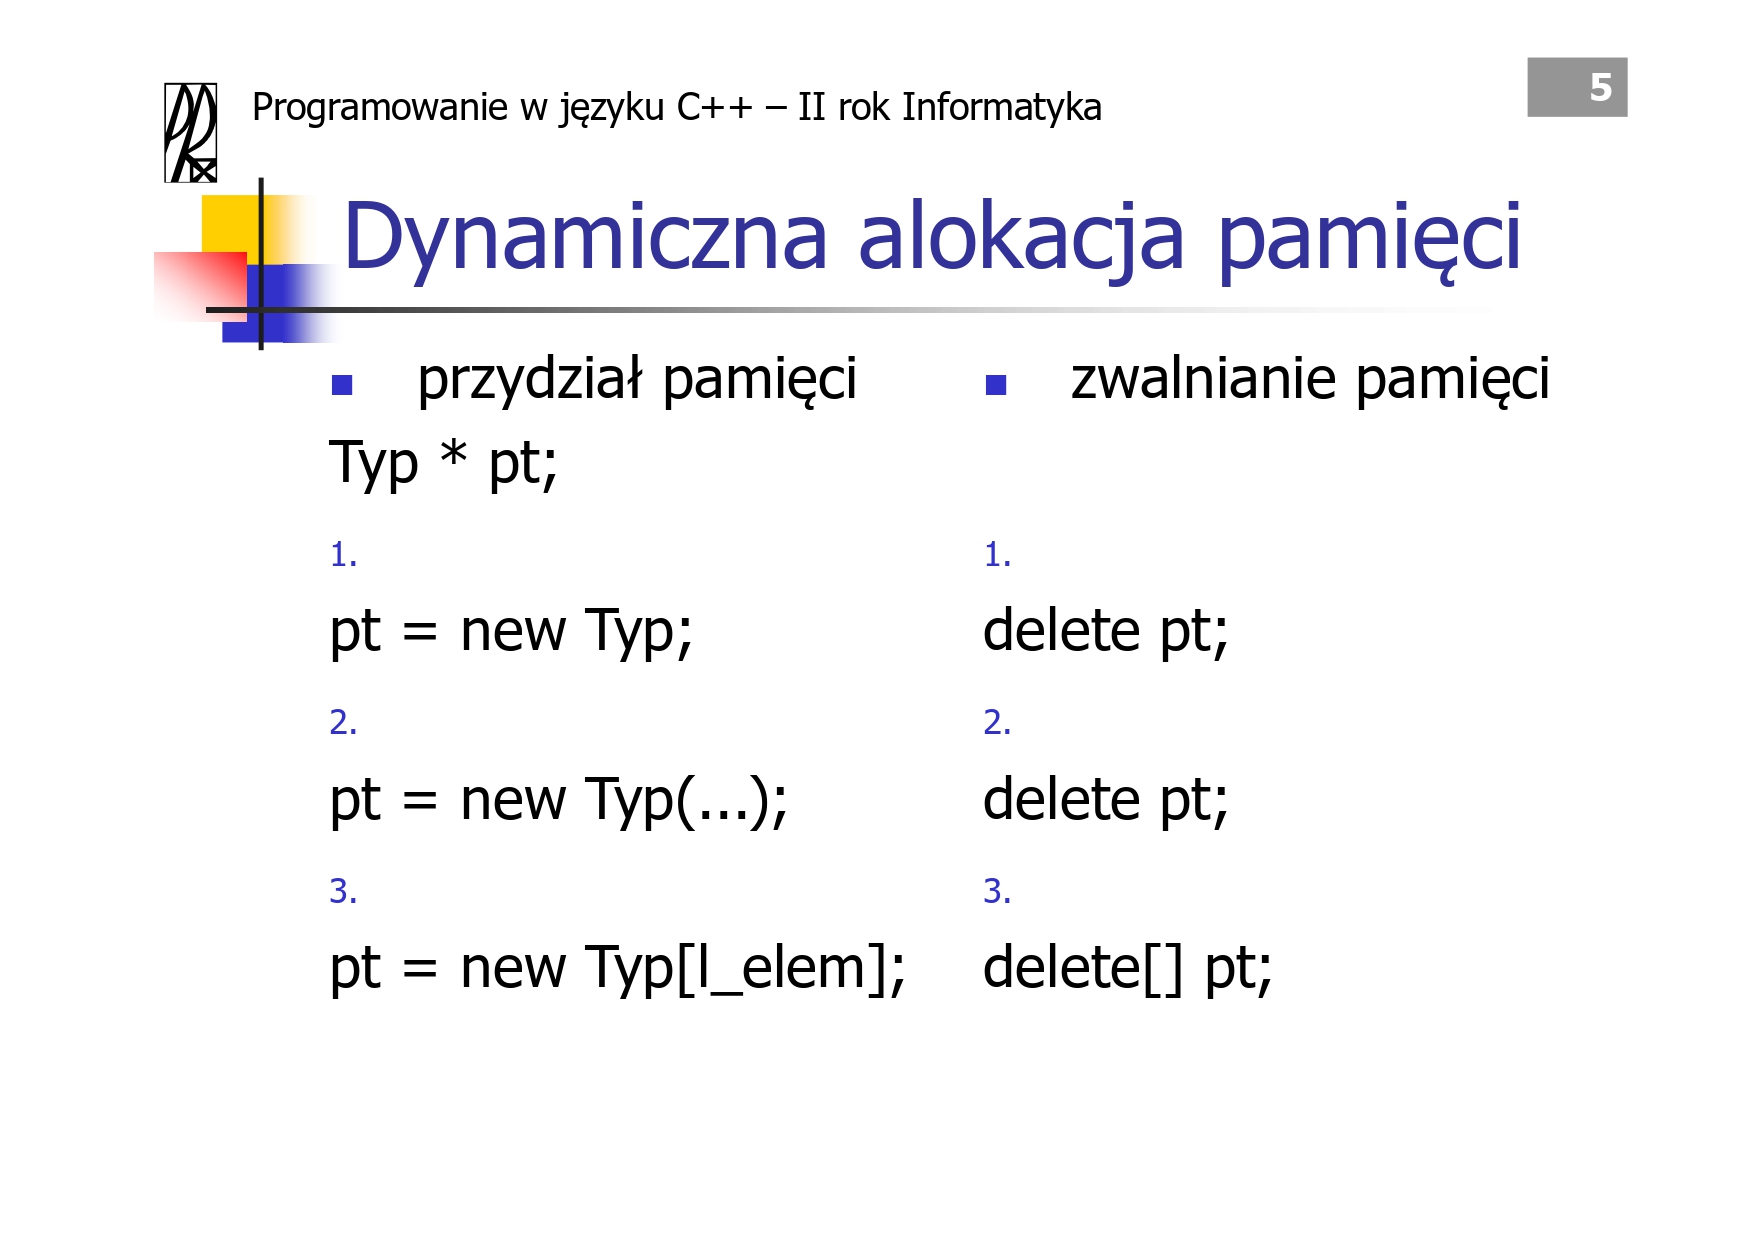 Programowanie w języku C++ – II rok Informatyka
5
Dynamiczna alokacja pamięci
przydział pamięci
Typ * pt;
1.
pt = new Typ;
2.
pt = new Typ(...);
3.
pt = new Typ[l_elem];
zwalnianie pamięci
1.
delete pt;
2.
delete pt;
3.
delete[] pt;